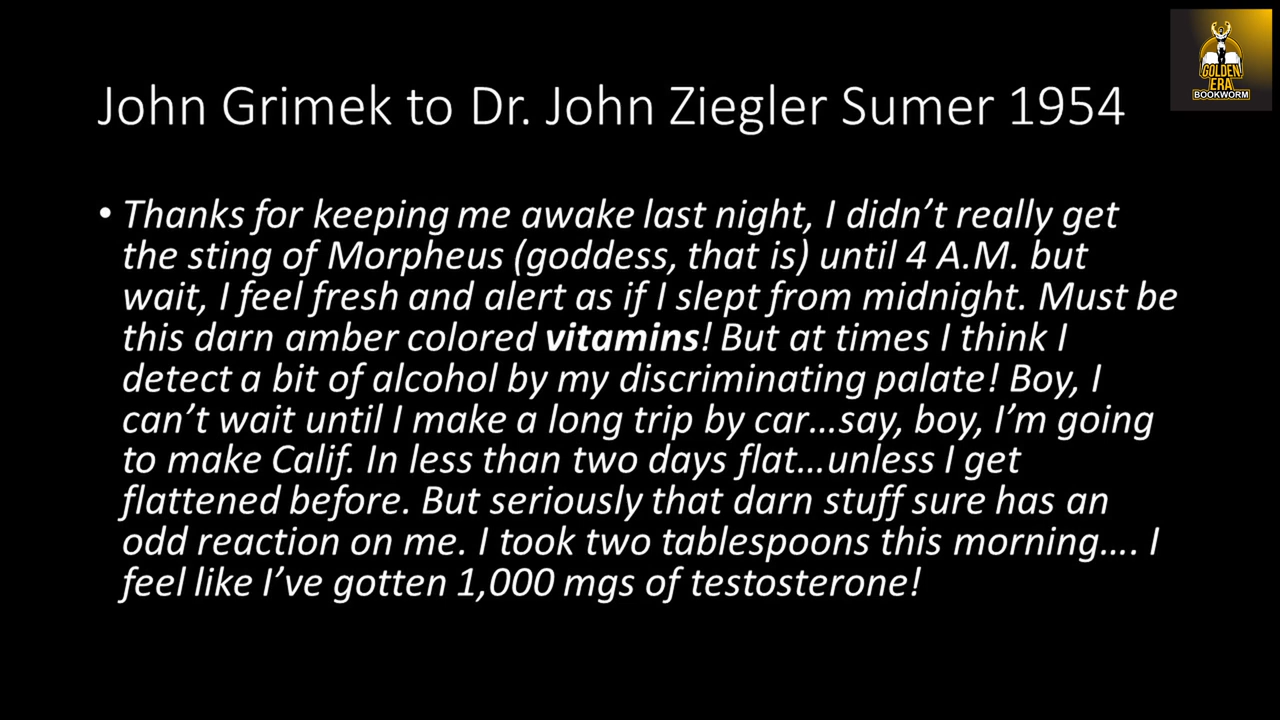 GOLDEN
ERA
BOOKWORM
John Grimek to Dr. John Ziegler Sumer 1954
• Thanks for keeping me awake last night, I didn’t really get
the sting of Morpheus (goddess, that is) until 4 A.M. but
wait, I feel fresh and alert as if I slept from midnight. Must be
this darn amber colored vitamins! But at times I think I
detect a bit of alcohol by my discriminating palate! Boy, I
can’t wait until I make a long trip by car…say, boy, I’m going
to make Calif. In less than two days flat…unless I get
flattened before. But seriously that darn stuff sure has an
odd reaction on me. I took two tablespoons this morning…. I
feel like I’ve gotten 1,000 mgs of testosterone!